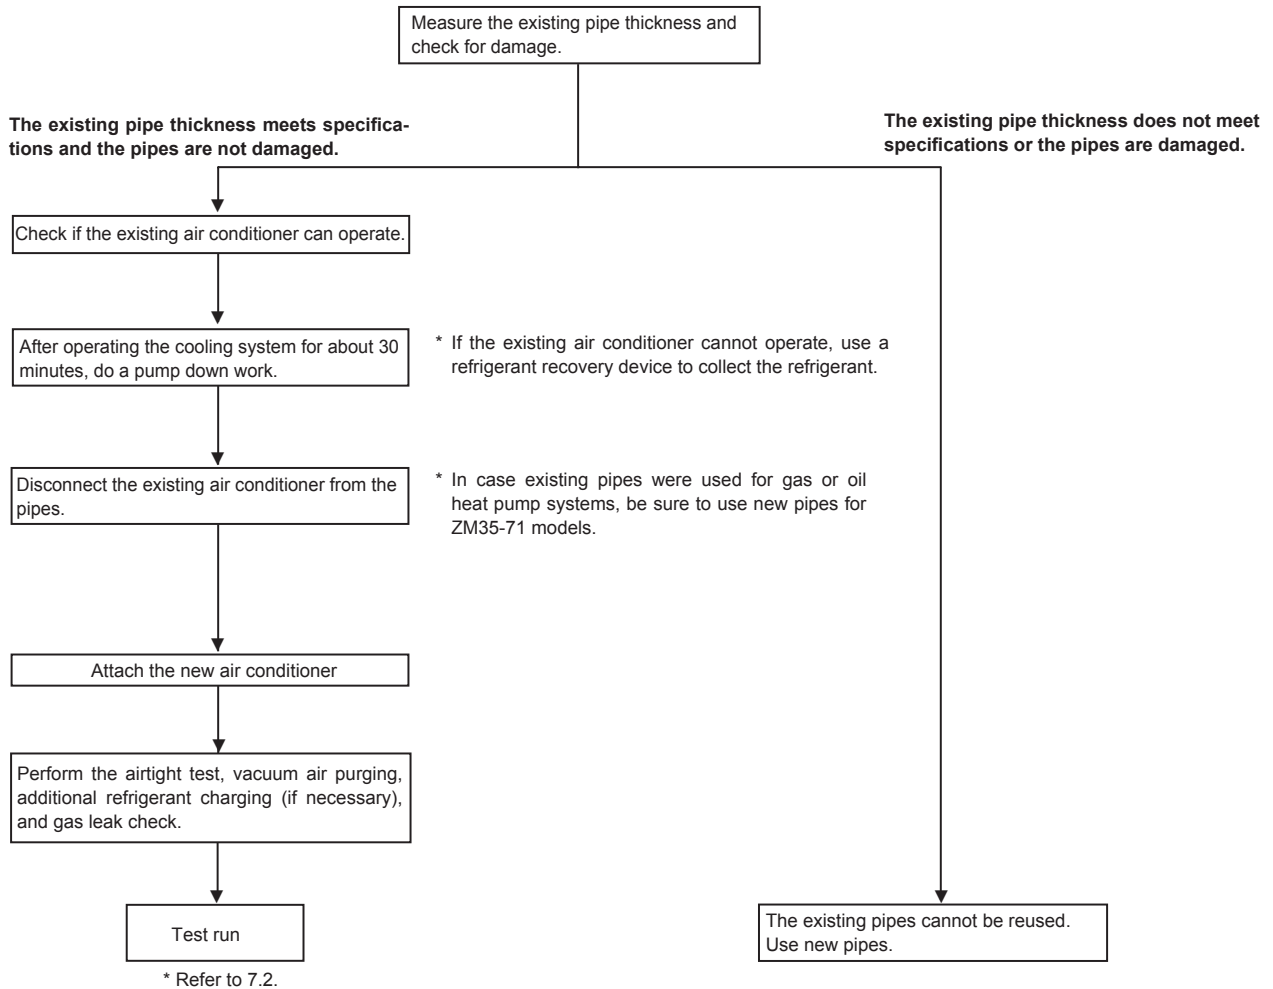 Measure the existing pipe thickness and
check for damage.
The existing pipe thickness meets specifica-
tions and the pipes are not damaged.
The existing pipe thickness does not meet
specifications or the pipes are damaged.
Check if the existing air conditioner can operate.
After operating the cooling system for about 30
minutes, do a pump down work.
* If the existing air conditioner cannot operate, use a
refrigerant recovery device to collect the refrigerant.
Disconnect the existing air conditioner from the
pipes.
* In case existing pipes were used for gas or oil
heat pump systems, be sure to use new pipes for
ZM35-71 models.
Attach the new air conditioner
Perform the airtight test, vacuum air purging,
additional refrigerant charging (if necessary),
and gas leak check.
Test run
* Refer to 7.2.
The existing pipes cannot be reused.
Use new pipes.